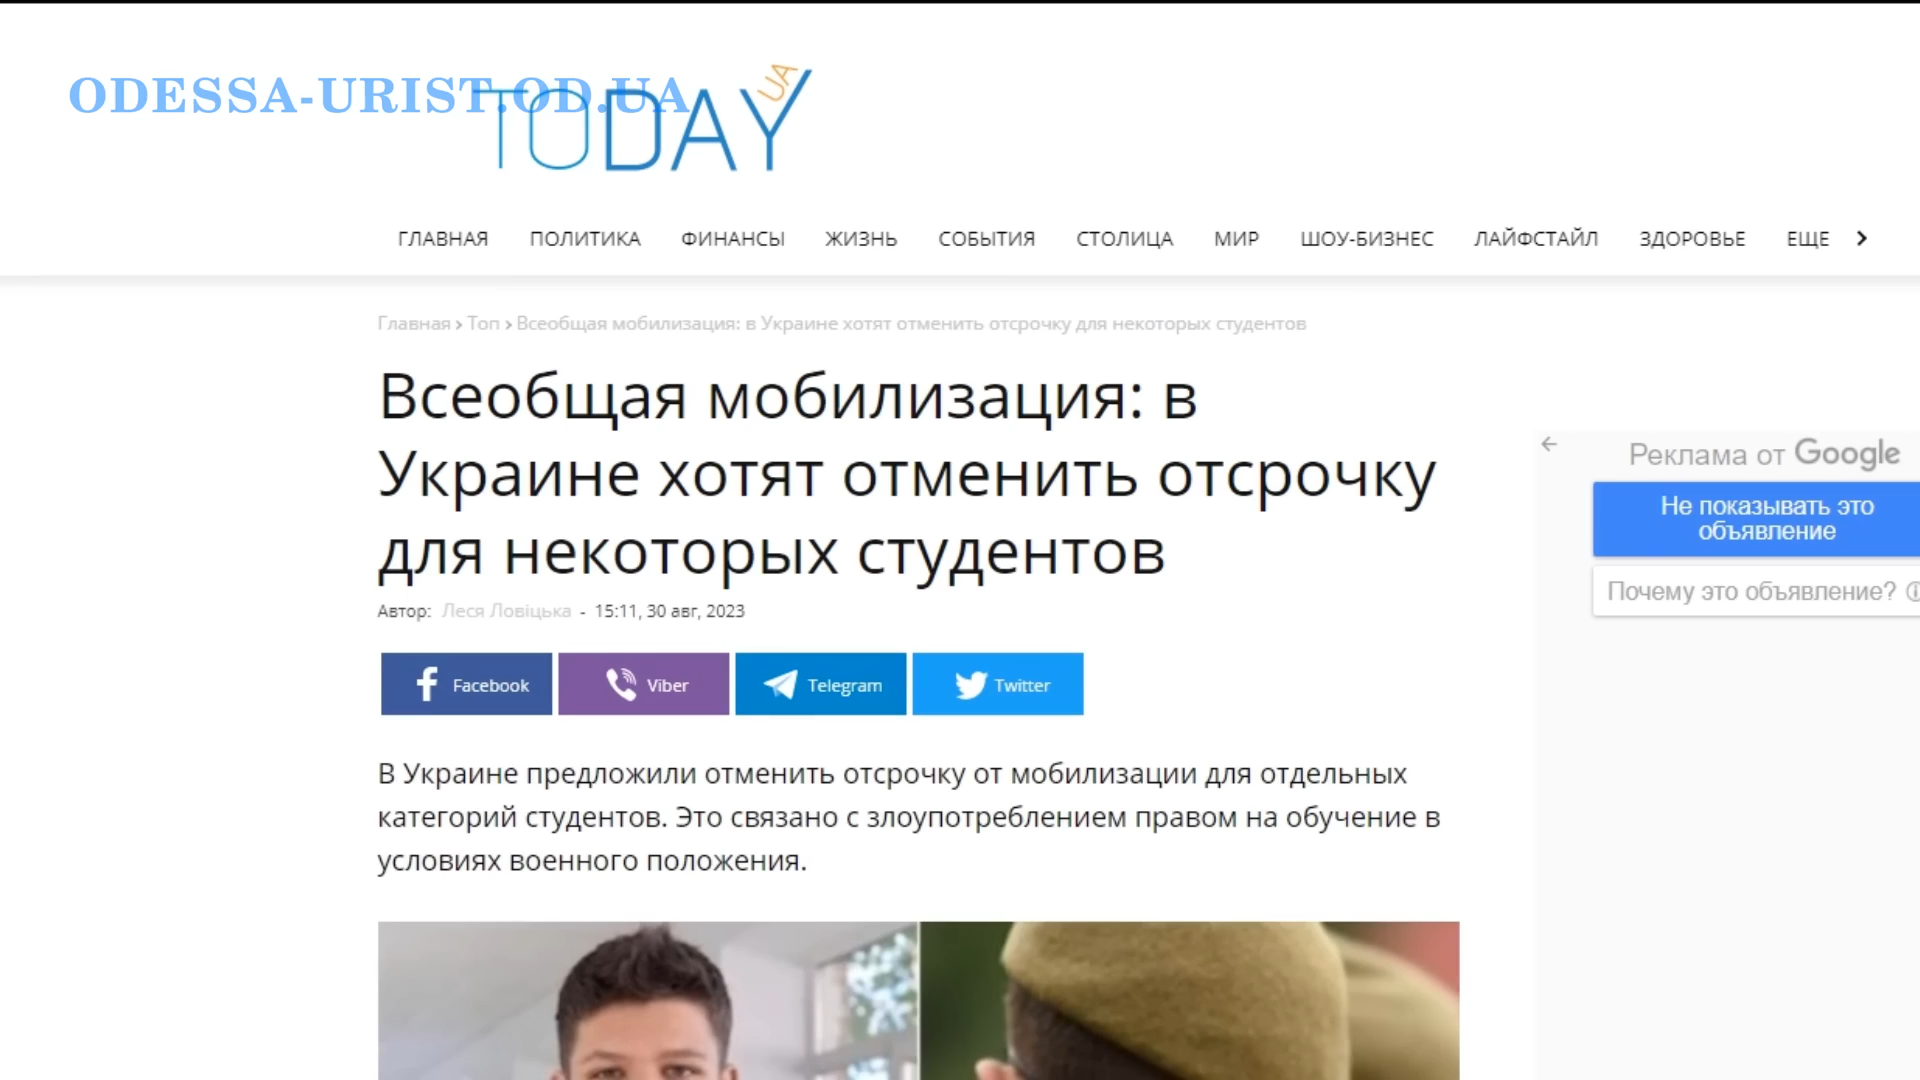 ODESSA-URIST.OD.UA
TODAY UA
ГЛАВНАЯ ПОЛИТИКА ФИНАНСЫ ЖИЗНЬ СОБЫТИЯ СТОЛИЦА МИР ШОУ-БИЗНЕС ЛАЙФСТАЙЛ ЗДОРОВЬЕ ЕЩЕ
Главная › Топ › Всеобщая мобилизация: в Украине хотят отменить отсрочку для некоторых студентов
Всеобщая мобилизация: в
Украине хотят отменить отсрочку
для некоторых студентов
Автор: Леся Ловіцька - 15:11, 30 авг, 2023
Facebook Viber Telegram Twitter
В Украине предложили отменить отсрочку от мобилизации для отдельных
категорий студентов. Это связано с злоупотреблением правом на обучение в
условиях военного положения.
Реклама от Google
Не показывать это
объявление
Почему это объявление?